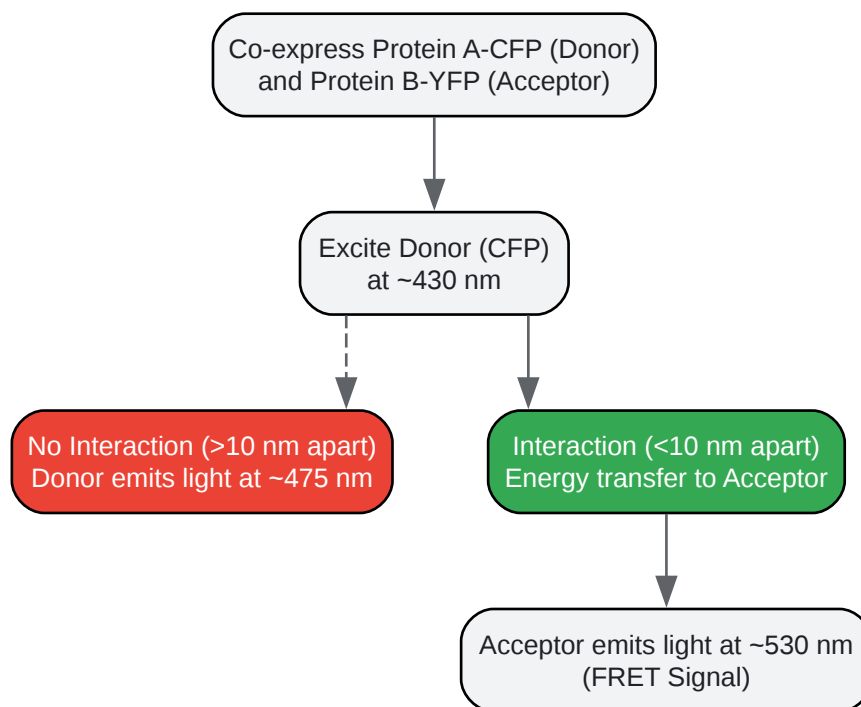 Co-express Protein A-CFP (Donor)
and Protein B-YFP (Acceptor)
Excite Donor (CFP)
at ~430 nm
No Interaction (>10 nm apart)
Donor emits light at ~475 nm
Interaction (<10 nm apart)
Energy transfer to Acceptor
Acceptor emits light at ~530 nm
(FRET Signal)